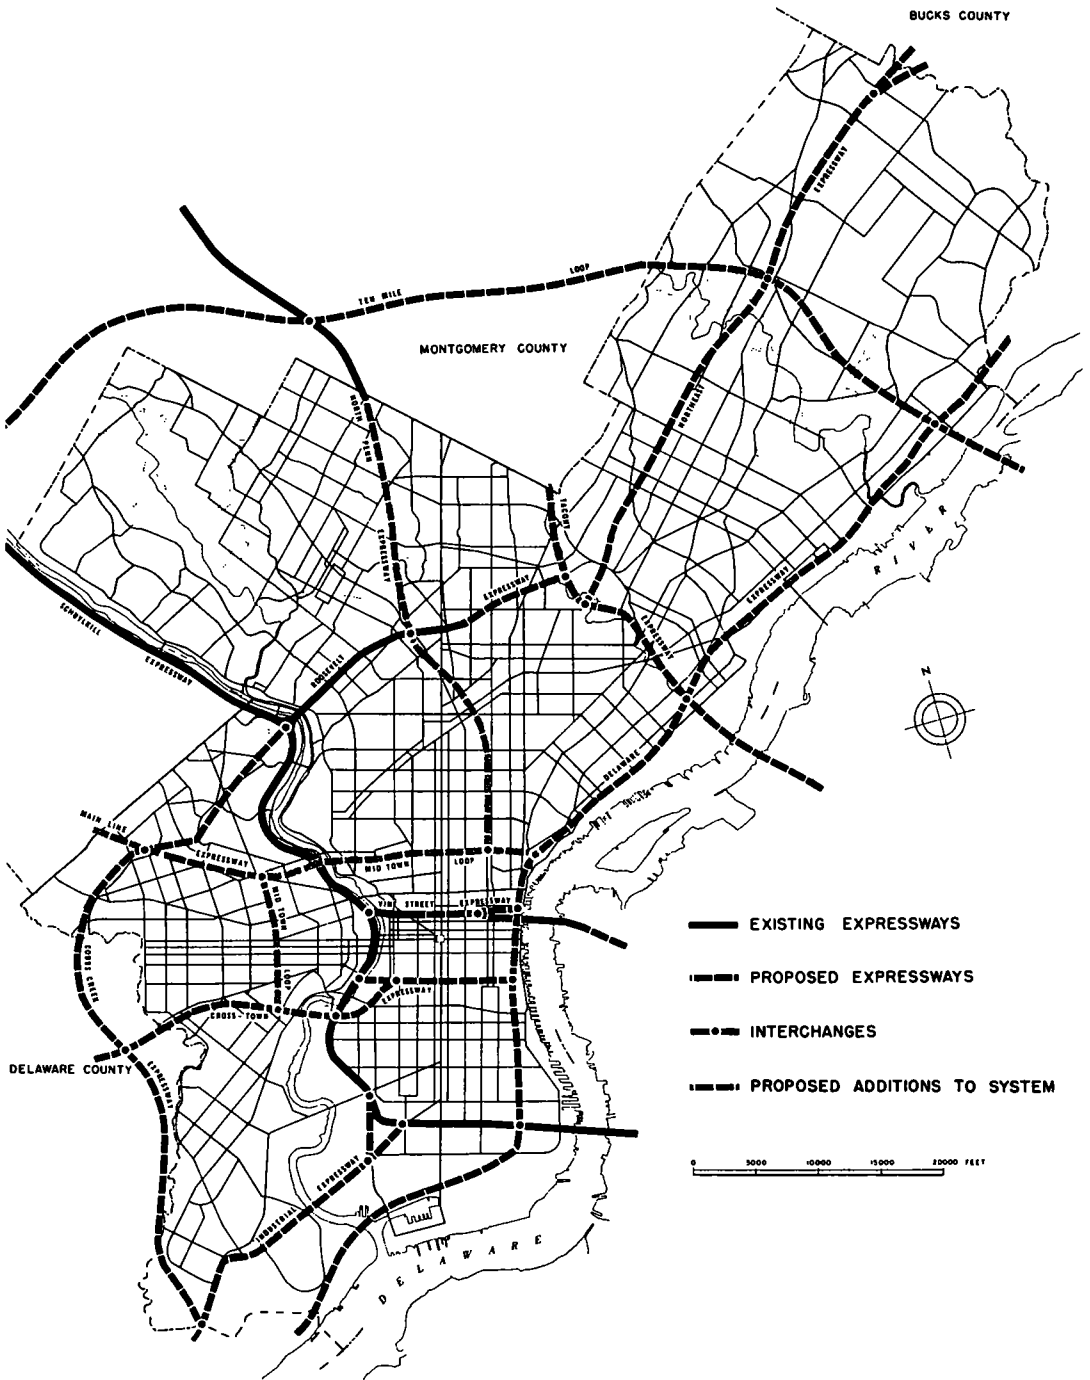 BUCKS COUNTY
EXPRESSWAY
LOOP
TEN MILE
MONTGOMERY COUNTY
NORTHEAST
NORTH PENN
TACONY
RIVER
EXPRESSWAY
EXPRESSWAY
EXPRESSWAY
SCHUYLKILL
EXPRESSWAY
ROOSEVELT
EXPRESSWAY
N
DELAWARE
MAIN LINE
EXPRESSWAY
MID TOWN
LOOP
MID TOWN
VINE STREET EXPRESSWAY
EXISTING EXPRESSWAYS
COBBS CREEK
LOOP
PROPOSED EXPRESSWAYS
EXPRESSWAY
CROSS-TOWN
INTERCHANGES
DELAWARE COUNTY
EXPRESSWAY
PROPOSED ADDITIONS TO SYSTEM
0 5000 10000 15000 20000 FEET
EXPRESSWAY
INDUSTRIAL
DELAWARE